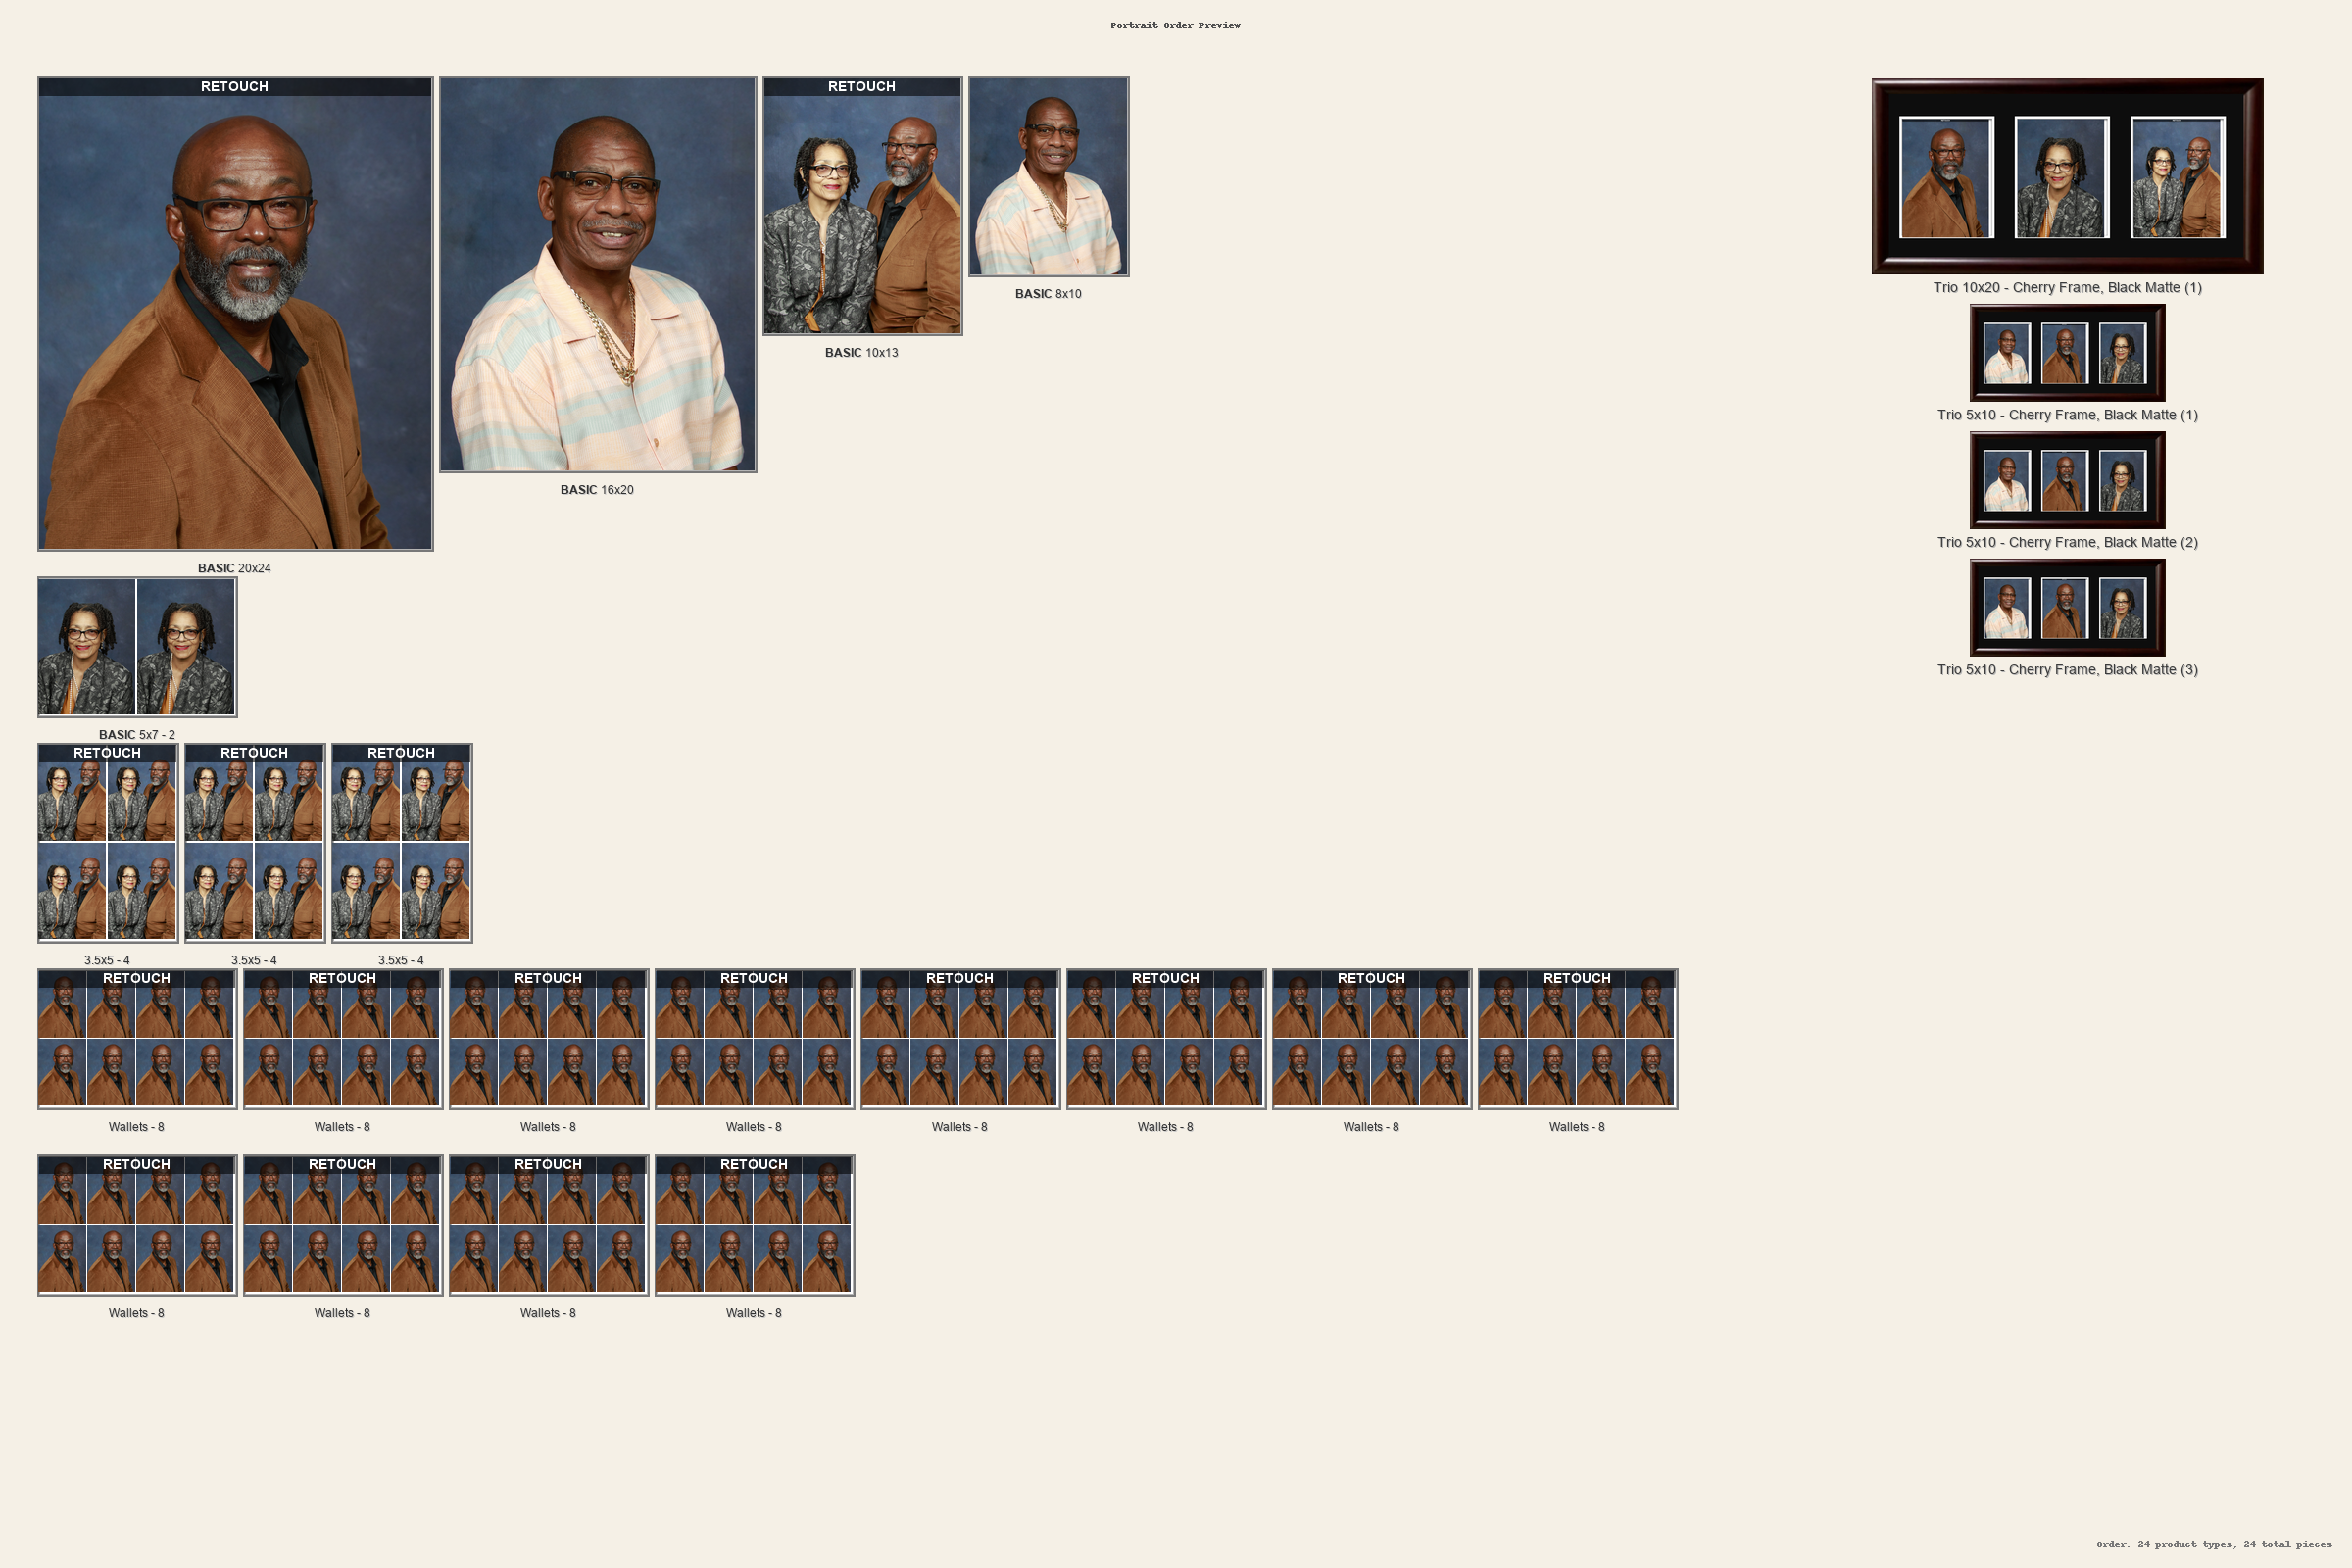 Portrait Order Preview
RETOUCH
RETOUCH
BASIC 8x10
BASIC 10x13
BASIC 16x20
BASIC 20x24
Trio 10x20 - Cherry Frame, Black Matte (1)
Trio 5x10 - Cherry Frame, Black Matte (1)
Trio 5x10 - Cherry Frame, Black Matte (2)
Trio 5x10 - Cherry Frame, Black Matte (3)
BASIC 5x7 - 2
RETOUCH
RETOUCH
RETOUCH
3.5x5 - 4
3.5x5 - 4
3.5x5 - 4
RETOUCH
RETOUCH
RETOUCH
RETOUCH
RETOUCH
RETOUCH
RETOUCH
RETOUCH
Wallets - 8
Wallets - 8
Wallets - 8
Wallets - 8
Wallets - 8
Wallets - 8
Wallets - 8
Wallets - 8
RETOUCH
RETOUCH
RETOUCH
RETOUCH
Wallets - 8
Wallets - 8
Wallets - 8
Wallets - 8
Order: 24 product types, 24 total pieces